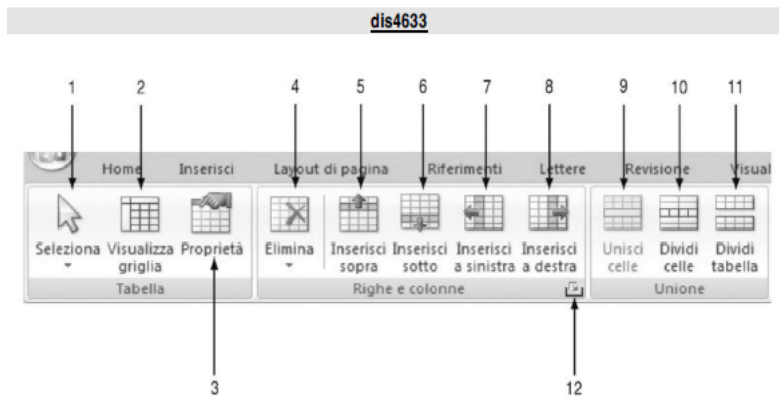 dis4633
1 2 4 5 6 7 8 9 10 11
Home Inserisci Layout di pagina Riferimenti Lettere Revisione Visual
Seleziona Visualizza griglia Proprietà Elimina Inserisci sopra Inserisci sotto Inserisci a sinistra Inserisci a destra Unisci celle Dividi celle Dividi tabella
Tabella Righe e colonne Unione
3 12